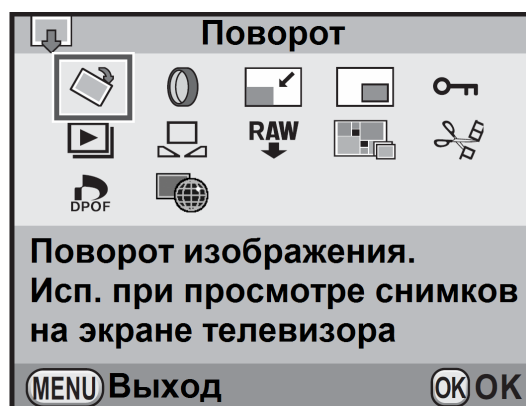 Поворот
RAW
DPOF
Поворот изображения.
Исп. при просмотре снимков
на экране телевизора
MENU Выход OK OK